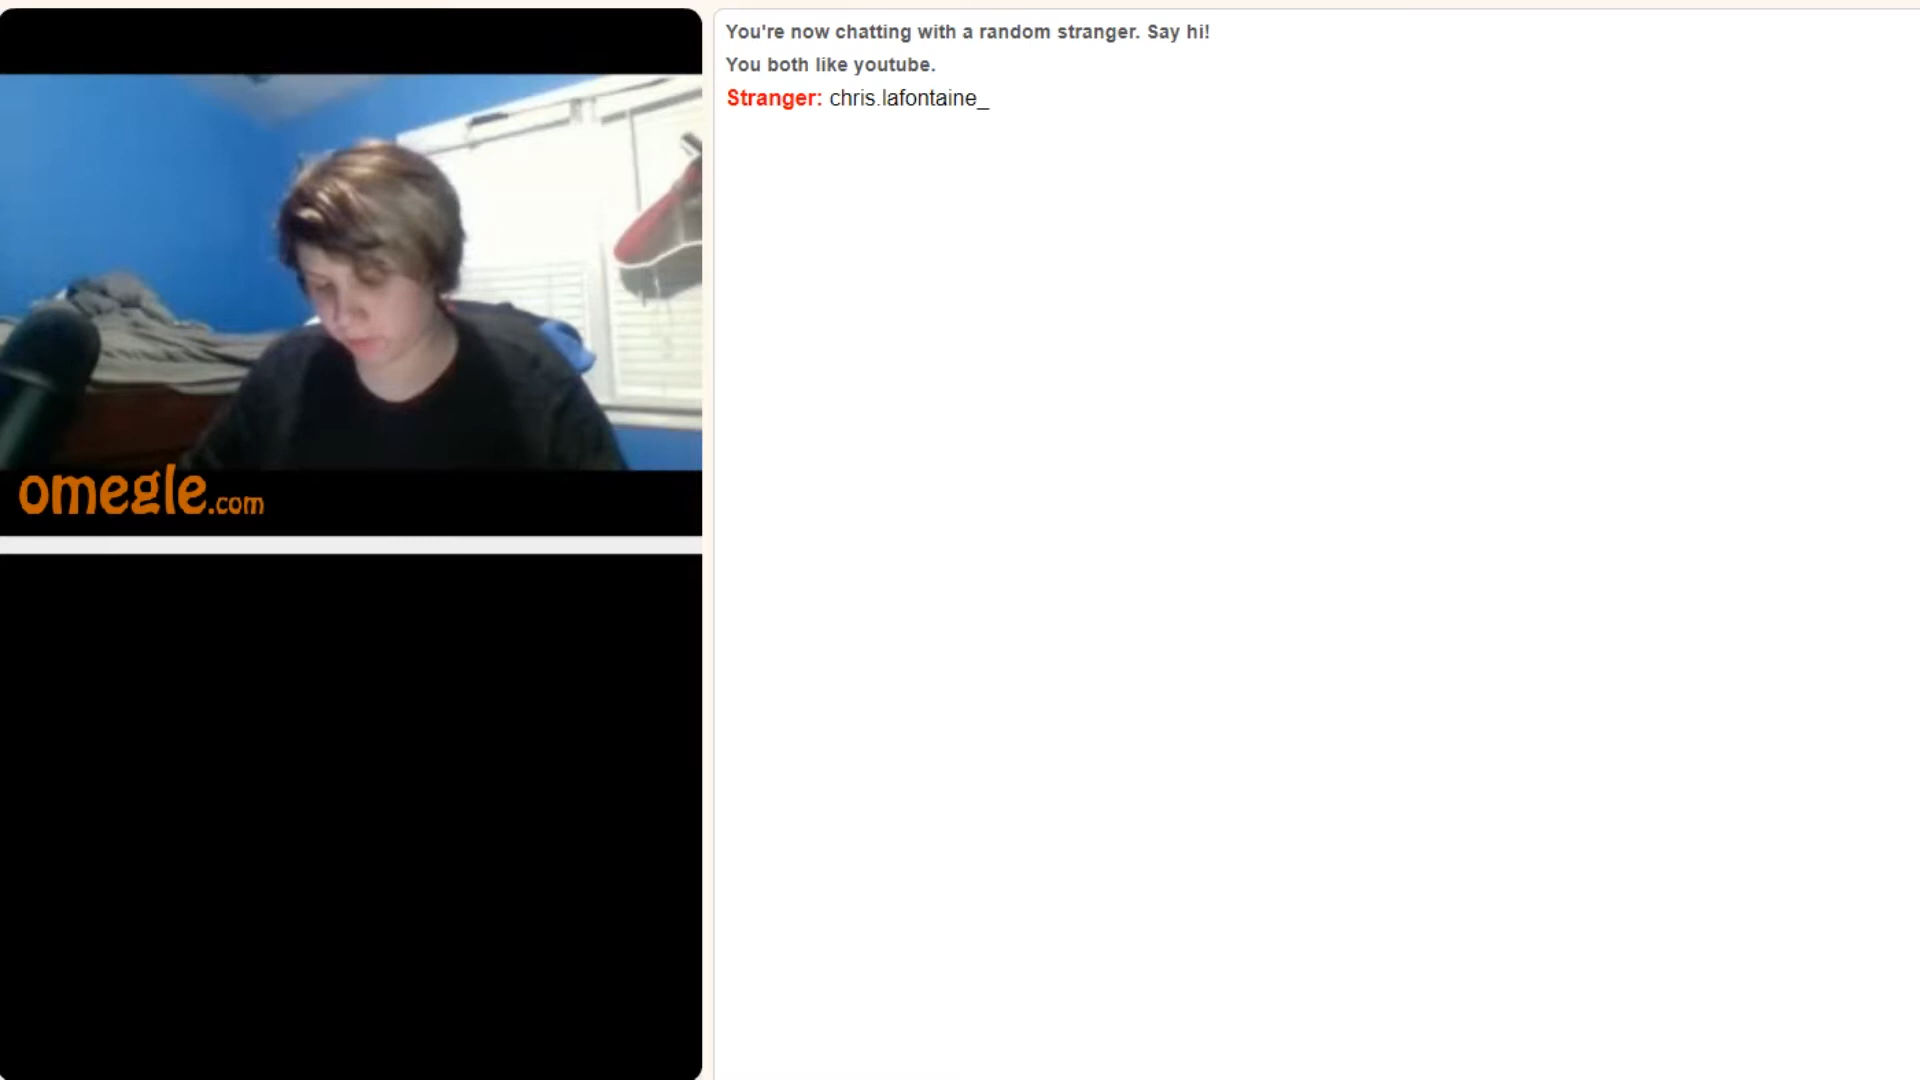 You're now chatting with a random stranger. Say hi!
You both like youtube.
Stranger: chris.lafontaine_
omegle.com